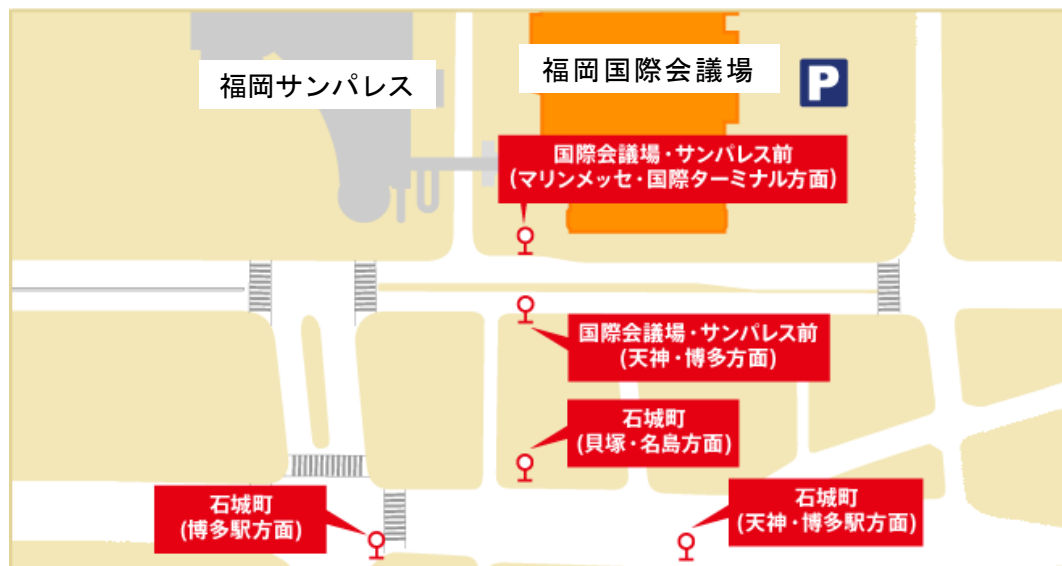 福岡サンパレス
福岡国際会議場
P
国際会議場・サンパレス前
(マリンメッセ・国際ターミナル方面)
国際会議場・サンパレス前
(天神・博多方面)
石城町
(貝塚・名島方面)
石城町
(博多駅方面)
石城町
(天神・博多駅方面)